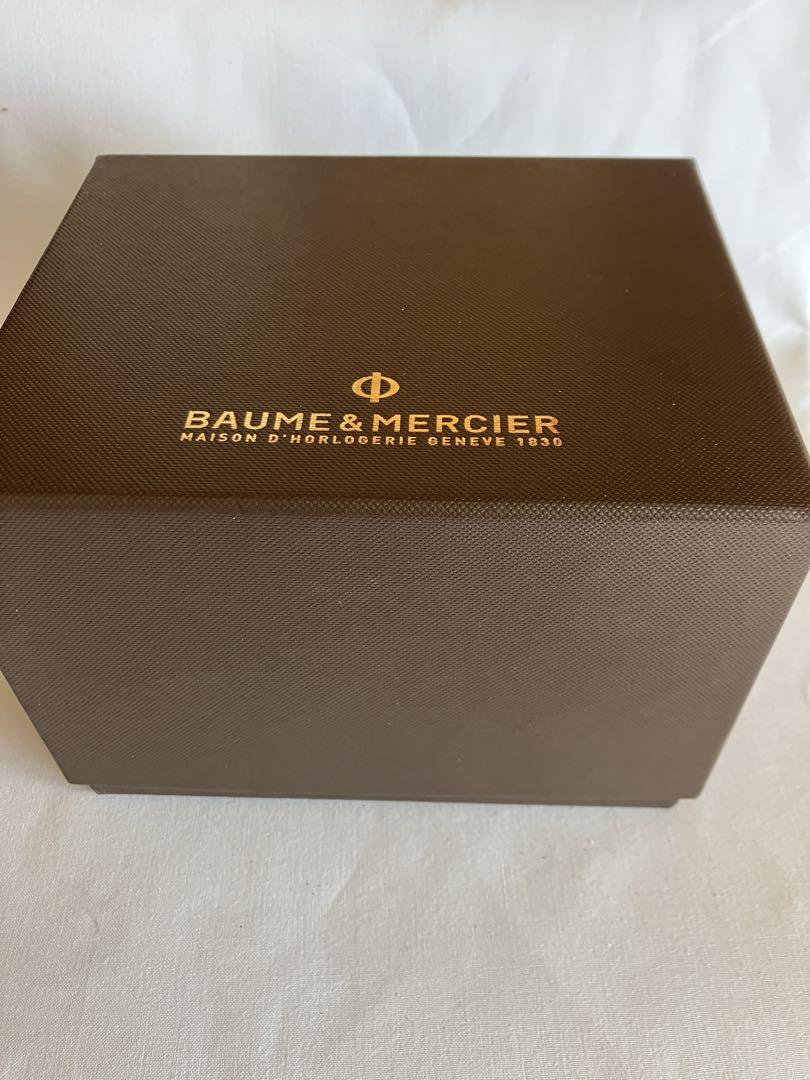 BAUME & MERCIER
MAISON D'HORLOGERIE GENEVE 1830